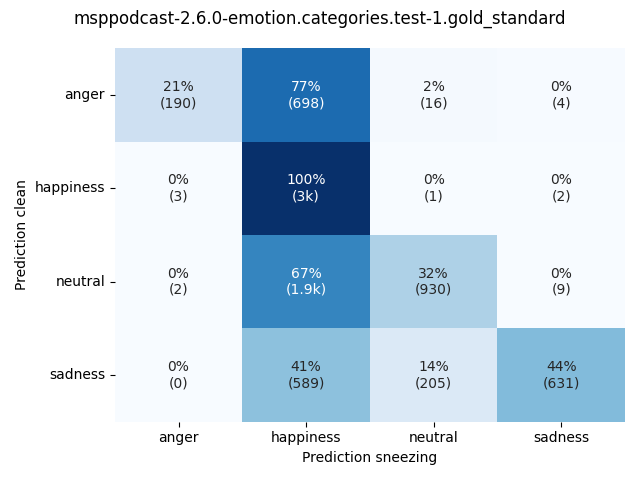 msppodcast-2.6.0-emotion.categories.test-1.gold_standard
Prediction clean
anger
21% 77% 2% 0%
(190) (698) (16) (4)
happiness
0% 100% 0% 0%
(3) (3k) (1) (2)
neutral
0% 67% 32% 0%
(2) (1.9k) (930) (9)
sadness
0% 41% 14% 44%
(0) (589) (205) (631)
anger happiness neutral sadness
Prediction sneezing